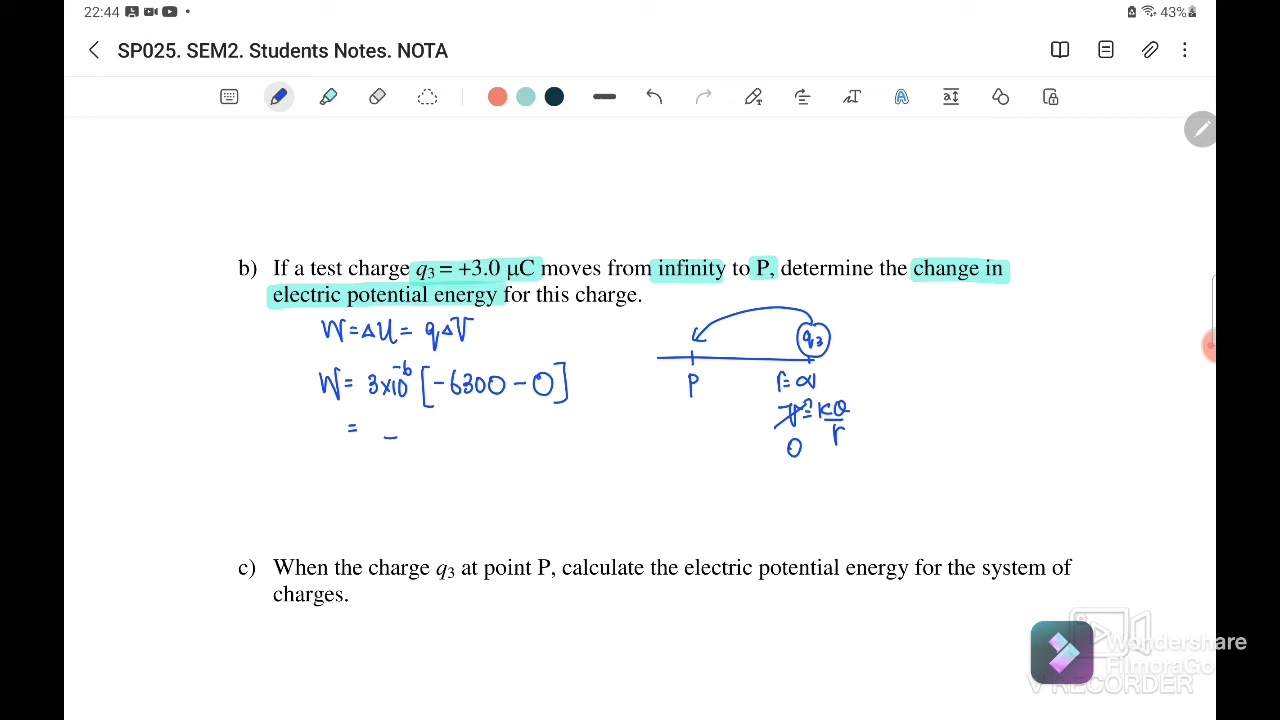 22:44 43%
SP025. SEM2. Students Notes. NOTA
b) If a test charge q₃ = +3.0 μC moves from infinity to P, determine the change in
electric potential energy for this charge.
W = ΔU = qΔV
W = 3×10⁻⁶ [-6300 - 0]
= -
q₃
P r = ∞
V = kQ/r
0
c) When the charge q₃ at point P, calculate the electric potential energy for the system of
charges.
Wondershare
FilmoraGo
V RECORDER